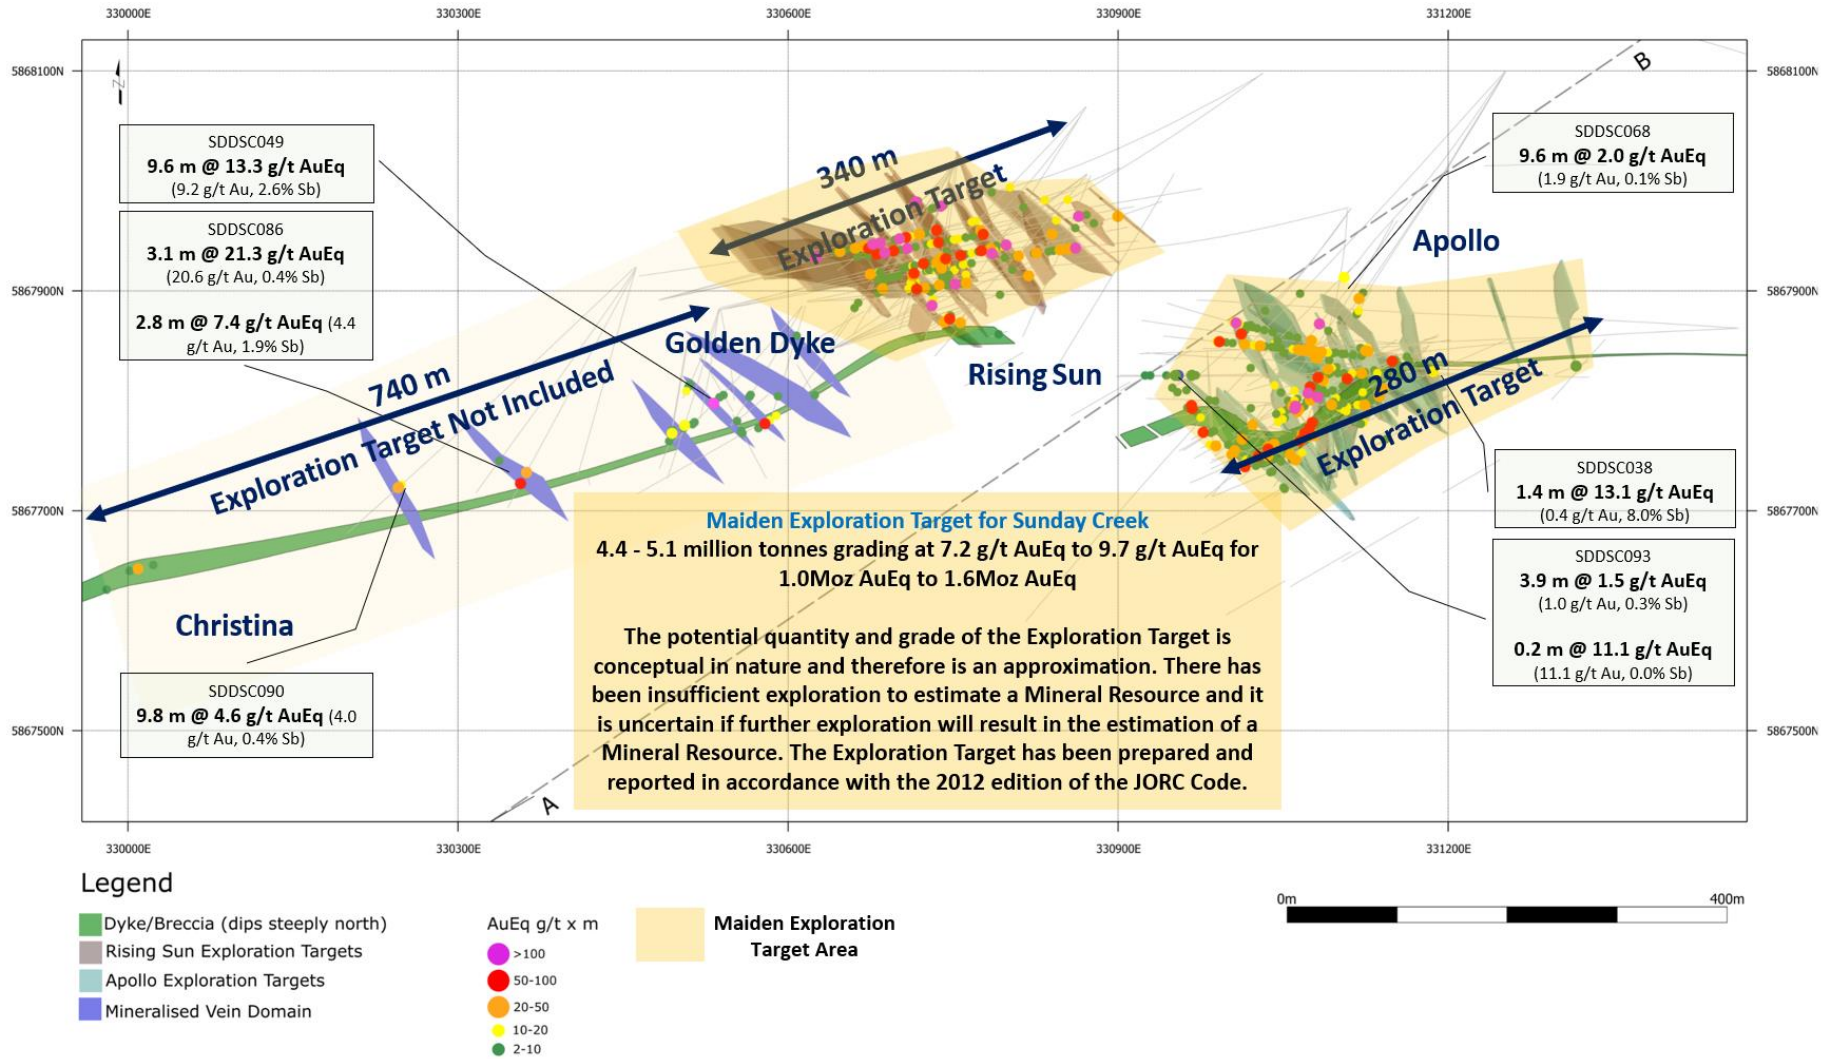 330000E
330300E
330600E
330900E
331200E
5868100N
5868100N
5867900N
5867900N
5867700N
5867700N
5867500N
5867500N
N
B
SDDSC049
9.6 m @ 13.3 g/t AuEq
(9.2 g/t Au, 2.6% Sb)
SDDSC086
3.1 m @ 21.3 g/t AuEq
(20.6 g/t Au, 0.4% Sb)
2.8 m @ 7.4 g/t AuEq (4.4
g/t Au, 1.9% Sb)
340 m
Exploration Target
SDDSC068
9.6 m @ 2.0 g/t AuEq
(1.9 g/t Au, 0.1% Sb)
Apollo
Golden Dyke
Rising Sun
740 m
Exploration Target Not Included
280 m
Exploration Target
SDDSC038
1.4 m @ 13.1 g/t AuEq
(0.4 g/t Au, 8.0% Sb)
SDDSC093
3.9 m @ 1.5 g/t AuEq
(1.0 g/t Au, 0.3% Sb)
0.2 m @ 11.1 g/t AuEq
(11.1 g/t Au, 0.0% Sb)
Christina
SDDSC090
9.8 m @ 4.6 g/t AuEq (4.0
g/t Au, 0.4% Sb)
Maiden Exploration Target for Sunday Creek
4.4 - 5.1 million tonnes grading at 7.2 g/t AuEq to 9.7 g/t AuEq for
1.0Moz AuEq to 1.6Moz AuEq
The potential quantity and grade of the Exploration Target is
conceptual in nature and therefore is an approximation. There has
been insufficient exploration to estimate a Mineral Resource and it
is uncertain if further exploration will result in the estimation of a
Mineral Resource. The Exploration Target has been prepared and
reported in accordance with the 2012 edition of the JORC Code.
A
330000E
330300E
330600E
330900E
331200E
Legend
Dyke/Breccia (dips steeply north)
Rising Sun Exploration Targets
Apollo Exploration Targets
Mineralised Vein Domain
AuEq g/t x m
>100
50-100
20-50
10-20
2-10
Maiden Exploration
Target Area
0m
400m